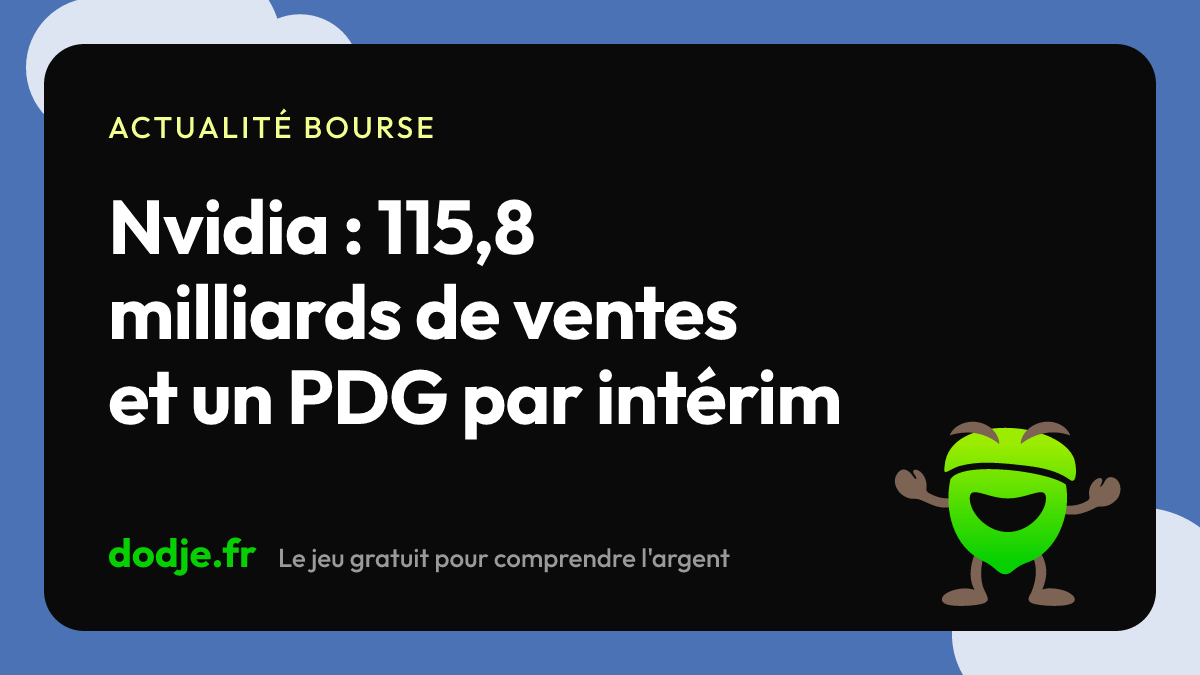 ACTUALITÉ BOURSE
Nvidia : 115,8
milliards de ventes
et un PDG par intérim
dodje.fr Le jeu gratuit pour comprendre l'argent